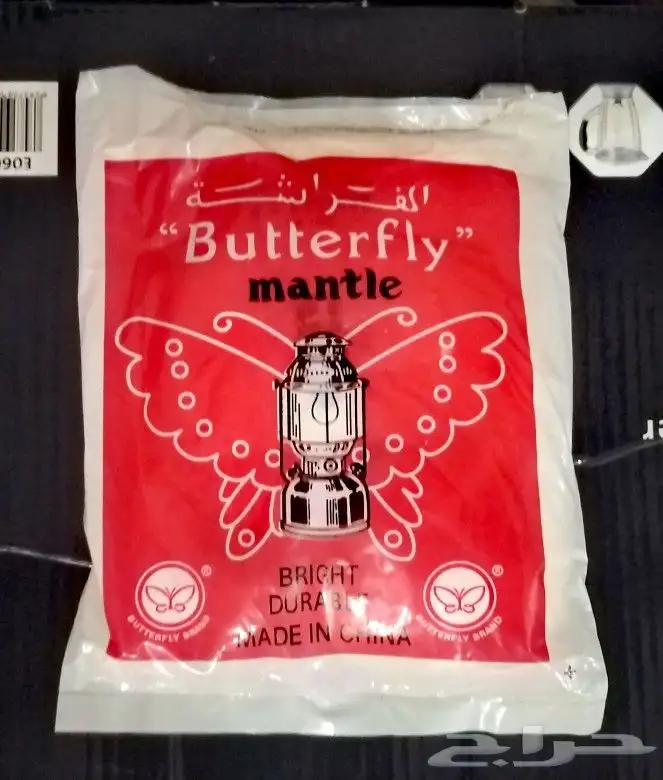 الفراشة
“Butterfly”
mantle
BRIGHT
DURABLE
MADE IN CHINA
® BUTTERFLY BRAND
® BUTTERFLY BRAND
حراج